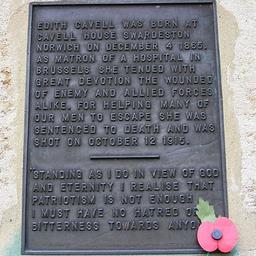 EDITH CAVELL WAS BORN AT
CAVELL HOUSE SWARDESTON
NORWICH ON DECEMBER 4 1865.
AS MATRON OF A HOSPITAL IN
BRUSSELS SHE TENDED WITH
GREAT DEVOTION THE WOUNDED
OF ENEMY AND ALLIED FORCES
ALIKE. FOR HELPING MANY OF
OUR MEN TO ESCAPE SHE WAS
SENTENCED TO DEATH AND WAS
SHOT ON OCTOBER 12 1915.
"STANDING AS I DO IN VIEW OF GOD
AND ETERNITY I REALISE THAT
PATRIOTISM IS NOT ENOUGH
I MUST HAVE NO HATRED OR
BITTERNESS TOWARDS